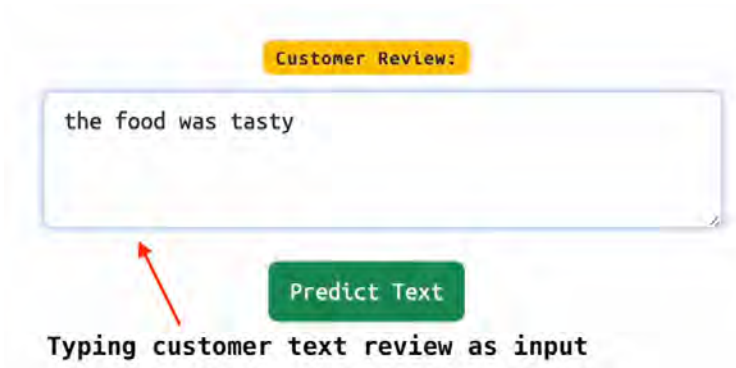 Customer Review:
the food was tasty
Predict Text
Typing customer text review as input